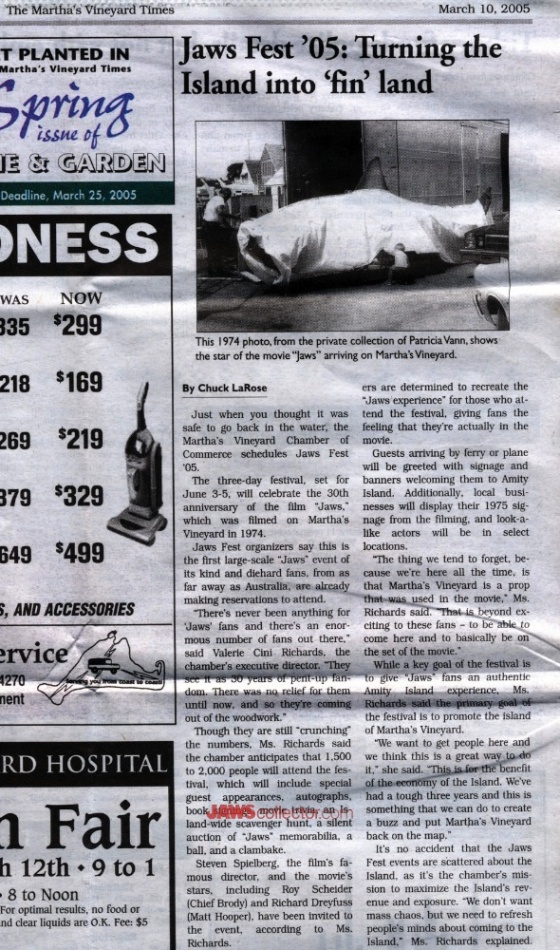 The Martha's Vineyard Times
March 10, 2005
T PLANTED IN
Martha's Vineyard Times
Spring
issue of
E & GARDEN
Deadline, March 25, 2005
DNESS
WAS NOW
335 $299
218 $169
269 $219
379 $329
649 $499
S, AND ACCESSORIES
ervice
4270
ment
serving you from coast to coast
RD HOSPITAL
n Fair
h 12th • 9 to 1
• 8 to Noon
For optimal results, no food or
and clear liquids are O.K. Fee: $5
Jaws Fest '05: Turning the
Island into 'fin' land
This 1974 photo, from the private collection of Patricia Vann, shows
the star of the movie "Jaws" arriving on Martha's Vineyard.
By Chuck LaRose
Just when you thought it was
safe to go back in the water, the
Martha's Vineyard Chamber of
Commerce schedules Jaws Fest
'05.
The three-day festival, set for
June 3-5, will celebrate the 30th
anniversary of the film "Jaws,"
which was filmed on Martha's
Vineyard in 1974.
Jaws Fest organizers say this is
the first large-scale "Jaws" event of
its kind and diehard fans, from as
far away as Australia, are already
making reservations to attend.
"There's never been anything for
'Jaws' fans and there's an enor-
mous number of fans out there,"
said Valerie Cini Richards, the
chamber's executive director. "They
see it as 30 years of pent-up fan-
dom. There was no relief for them
until now, and so they're coming
out of the woodwork."
Though they are still "crunching"
the numbers, Ms. Richards said
the chamber anticipates that 1,500
to 2,000 people will attend the fes-
tival, which will include special
guest appearances, autographs,
book movie trivia, an is-
land-wide scavenger hunt, a silent
auction of "Jaws" memorabilia, a
ball, and a clambake.
Steven Spielberg, the film's fa-
mous director, and the movie's
stars, including Roy Scheider
(Chief Brody) and Richard Dreyfuss
(Matt Hooper), have been invited to
the event, according to Ms.
Richards.
JAWScollector.com
ers are determined to recreate the
"Jaws experience" for those who at-
tend the festival, giving fans the
feeling that they're actually in the
movie.
Guests arriving by ferry or plane
will be greeted with signage and
banners welcoming them to Amity
Island. Additionally, local busi-
nesses will display their 1975 sig-
nage from the filming, and look-a-
like actors will be in select
locations.
"The thing we tend to forget, be-
cause we're here all the time, is
that Martha's Vineyard is a prop
that was used in the movie," Ms.
Richards said. "That is beyond ex-
citing to these fans – to be able to
come here and to basically be on
the set of the movie."
While a key goal of the festival is
to give "Jaws" fans an authentic
Amity Island experience, Ms.
Richards said the primary goal of
the festival is to promote the island
of Martha's Vineyard.
"We want to get people here and
we think this is a great way to do
it," she said. "This is for the benefit
of the economy of the Island. We've
had a tough three years and this is
something that we can do to create
a buzz and put Martha's Vineyard
back on the map."
It's no accident that the Jaws
Fest events are scattered about the
Island, as it's the chamber's mis-
sion to maximize the Island's rev-
enue and exposure. "We don't want
mass chaos, but we need to refresh
people's minds about coming to the
Island," Ms. Richards explained.